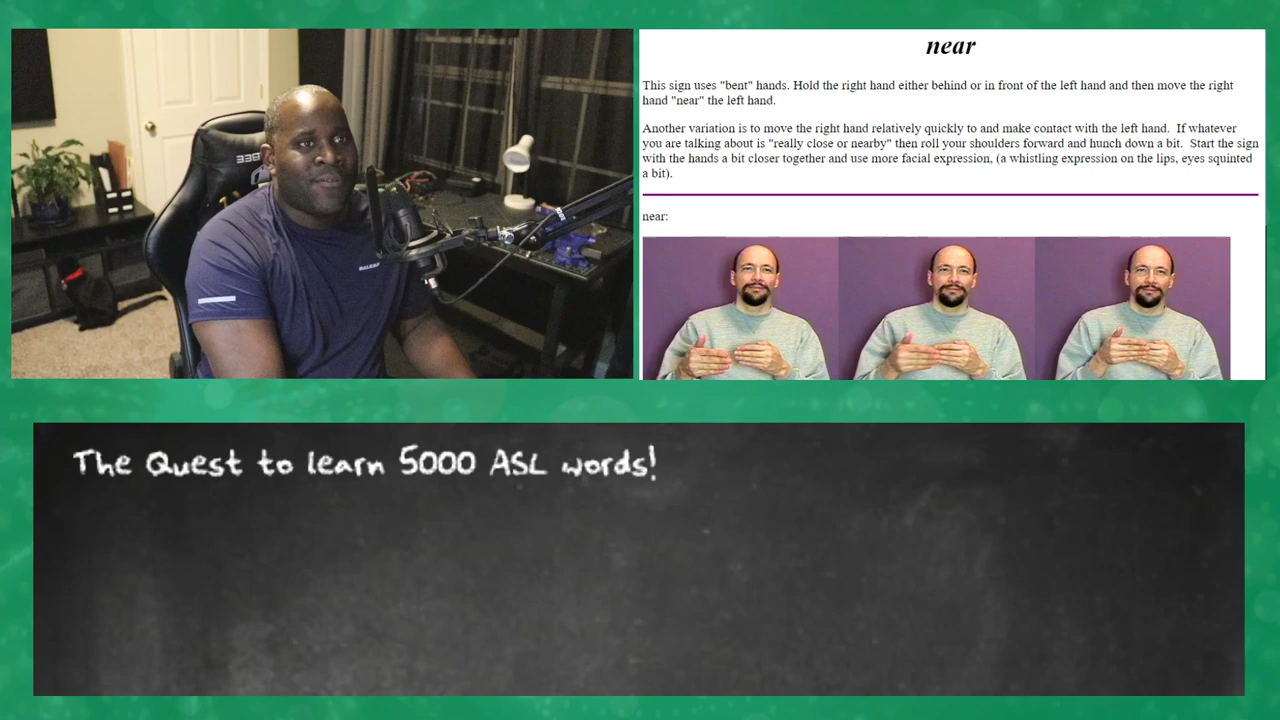 near
This sign uses "bent" hands. Hold the right hand either behind or in front of the left hand and then move the right
hand "near" the left hand.
Another variation is to move the right hand relatively quickly to and make contact with the left hand.  If whatever
you are talking about is "really close or nearby" then roll your shoulders forward and hunch down a bit.  Start the sign
with the hands a bit closer together and use more facial expression, (a whistling expression on the lips, eyes squinted
a bit).
near:
The Quest to learn 5000 ASL words!